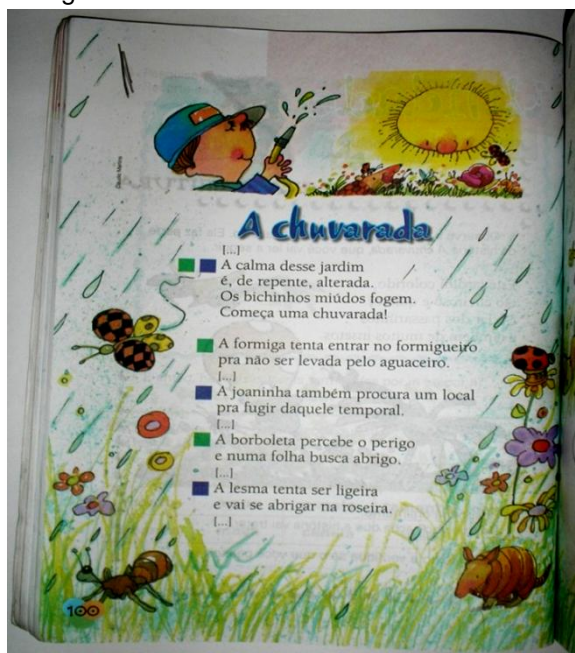 A chuvarada
[...]
A calma desse jardim
é, de repente, alterada.
Os bichinhos miúdos fogem.
Começa uma chuvarada!
A formiga tenta entrar no formigueiro
pra não ser levada pelo aguaceiro.
[...]
A joaninha também procura um local
pra fugir daquele temporal.
[...]
A borboleta percebe o perigo
e numa folha busca abrigo.
[...]
A lesma tenta ser ligeira
e vai se abrigar na roseira.
[...]
100